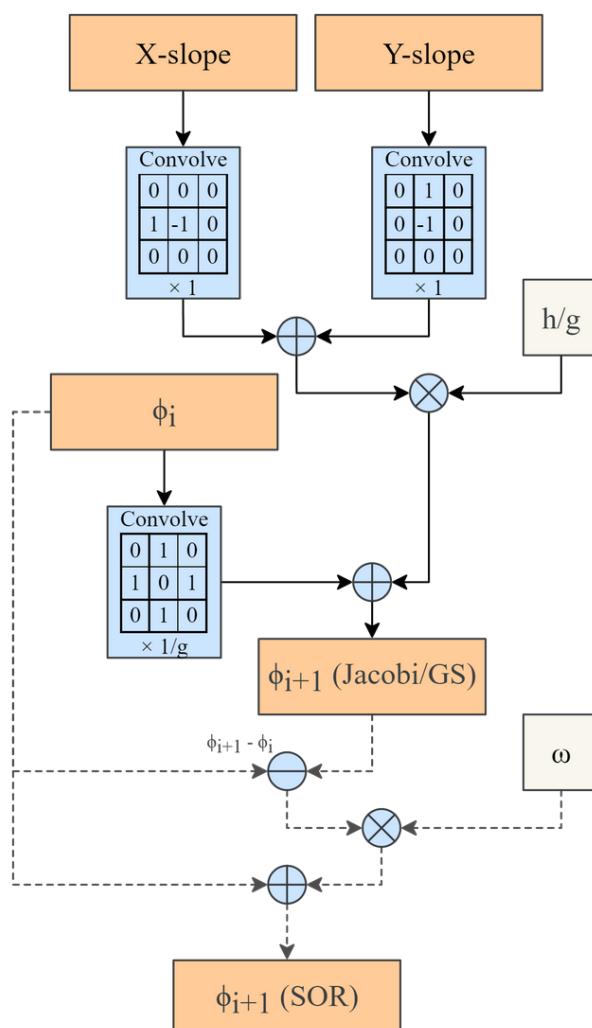 X-slope
Y-slope
Convolve
0 0 0
1 -1 0
0 0 0
× 1
Convolve
0 1 0
0 -1 0
0 0 0
× 1
h/g
ϕi
Convolve
0 1 0
1 0 1
0 1 0
× 1/g
ϕi+1 (Jacobi/GS)
ϕi+1 - ϕi
ω
ϕi+1 (SOR)